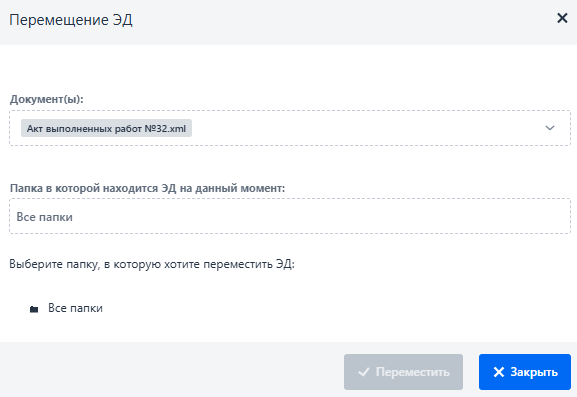 Перемещение ЭД
Документ(ы):
Акт выполненных работ №32.xml
Папка в которой находится ЭД на данный момент:
Все папки
Выберите папку, в которую хотите переместить ЭД:
Все папки
Переместить
Закрыть